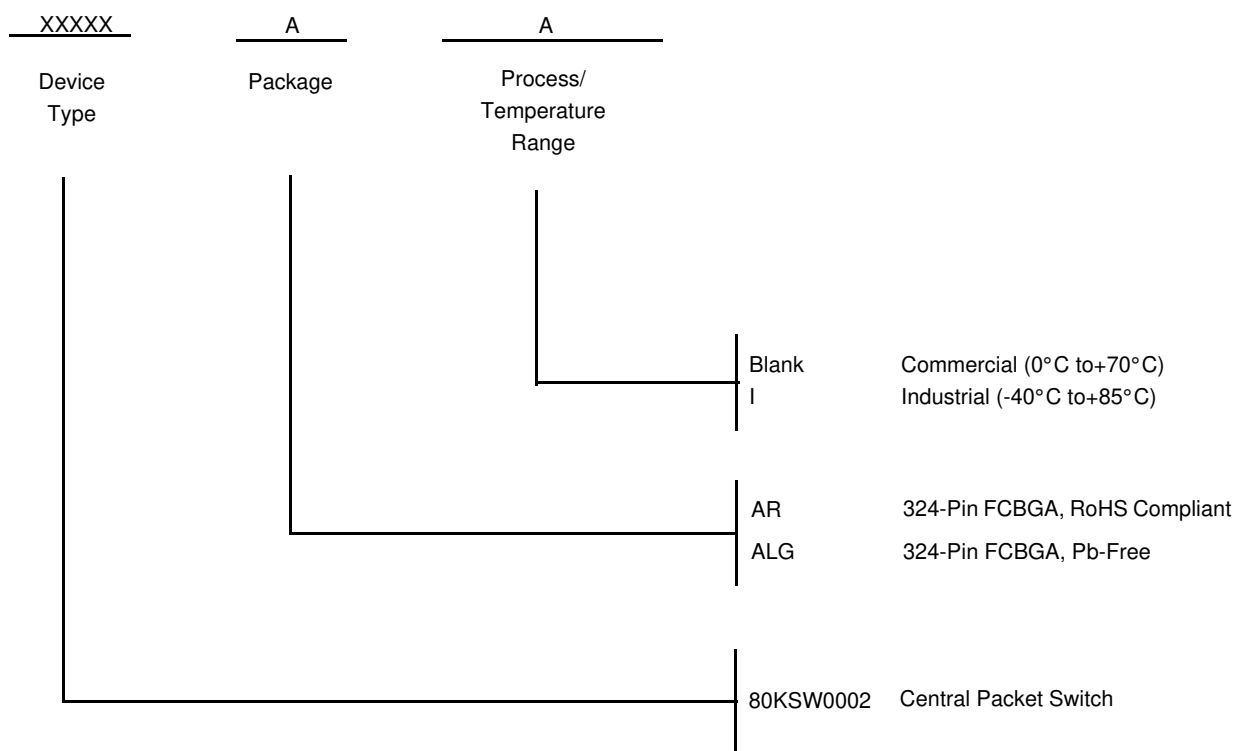 XXXXX A A
Device Type
Package
Process/
Temperature
Range
Blank Commercial (0°C to+70°C)
I Industrial (-40°C to+85°C)
AR 324-Pin FCBGA, RoHS Compliant
ALG 324-Pin FCBGA, Pb-Free
80KSW0002 Central Packet Switch